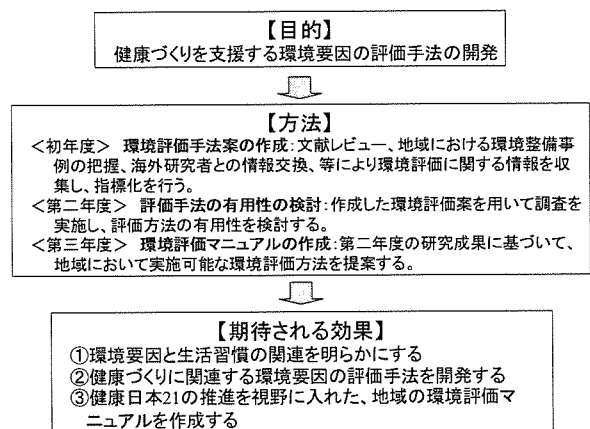 【目的】
健康づくりを支援する環境要因の評価手法の開発
【方法】
<初年度> 環境評価手法案の作成:文献レビュー、地域における環境整備事
例の把握、海外研究者との情報交換、等により環境評価に関する情報を収
集し、指標化を行う。
<第二年度> 評価手法の有用性の検討:作成した環境評価案を用いて調査を
実施し、評価方法の有用性を検討する。
<第三年度> 環境評価マニュアルの作成:第二年度の研究成果に基づいて、
地域において実施可能な環境評価方法を提案する。
【期待される効果】
①環境要因と生活習慣の関連を明らかにする
②健康づくりに関連する環境要因の評価手法を開発する
③健康日本21の推進を視野に入れた、地域の環境評価マ
ニュアルを作成する